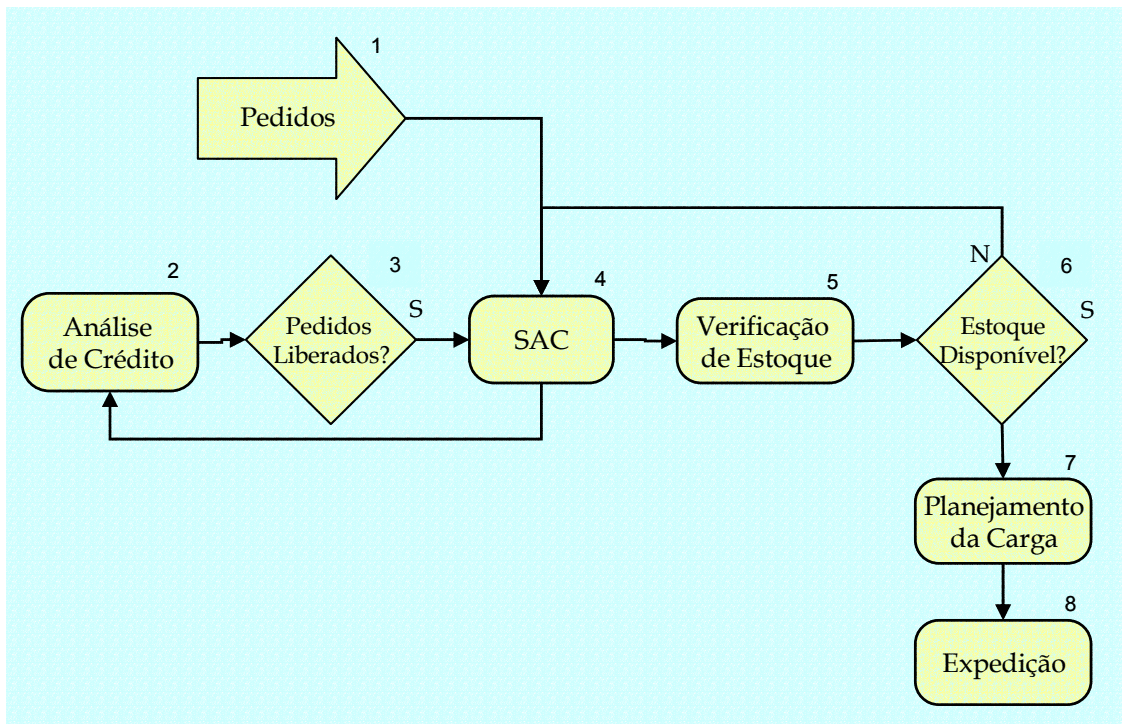 1
Pedidos
2
Análise
de Crédito
3
Pedidos
Liberados?
S
4
SAC
5
Verificação
de Estoque
N
6
S
Estoque
Disponível?
7
Planejamento
da Carga
8
Expedição